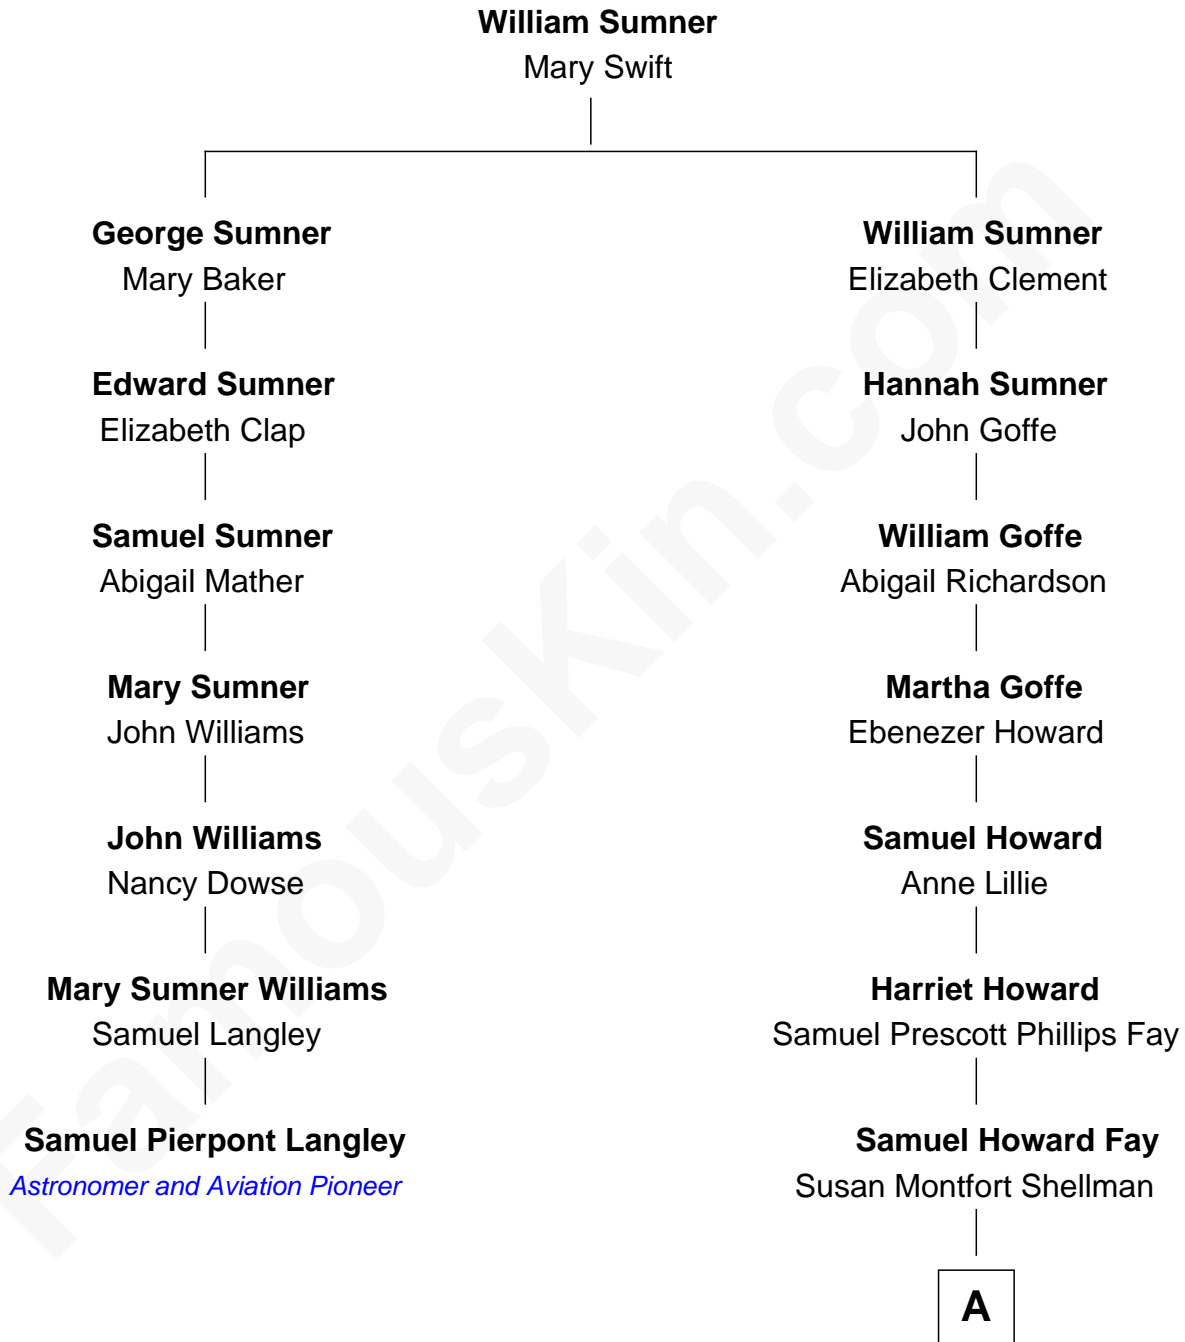 William Sumner
Mary Swift
George Sumner
Mary Baker
William Sumner
Elizabeth Clement
Edward Sumner
Elizabeth Clap
Hannah Sumner
John Goffe
Samuel Sumner
Abigail Mather
William Goffe
Abigail Richardson
Mary Sumner
John Williams
Martha Goffe
Ebenezer Howard
John Williams
Nancy Dowse
Samuel Howard
Anne Lillie
Mary Sumner Williams
Samuel Langley
Harriet Howard
Samuel Prescott Phillips Fay
Samuel Pierpont Langley
Astronomer and Aviation Pioneer
Samuel Howard Fay
Susan Montfort Shellman
A
FamousKin.com